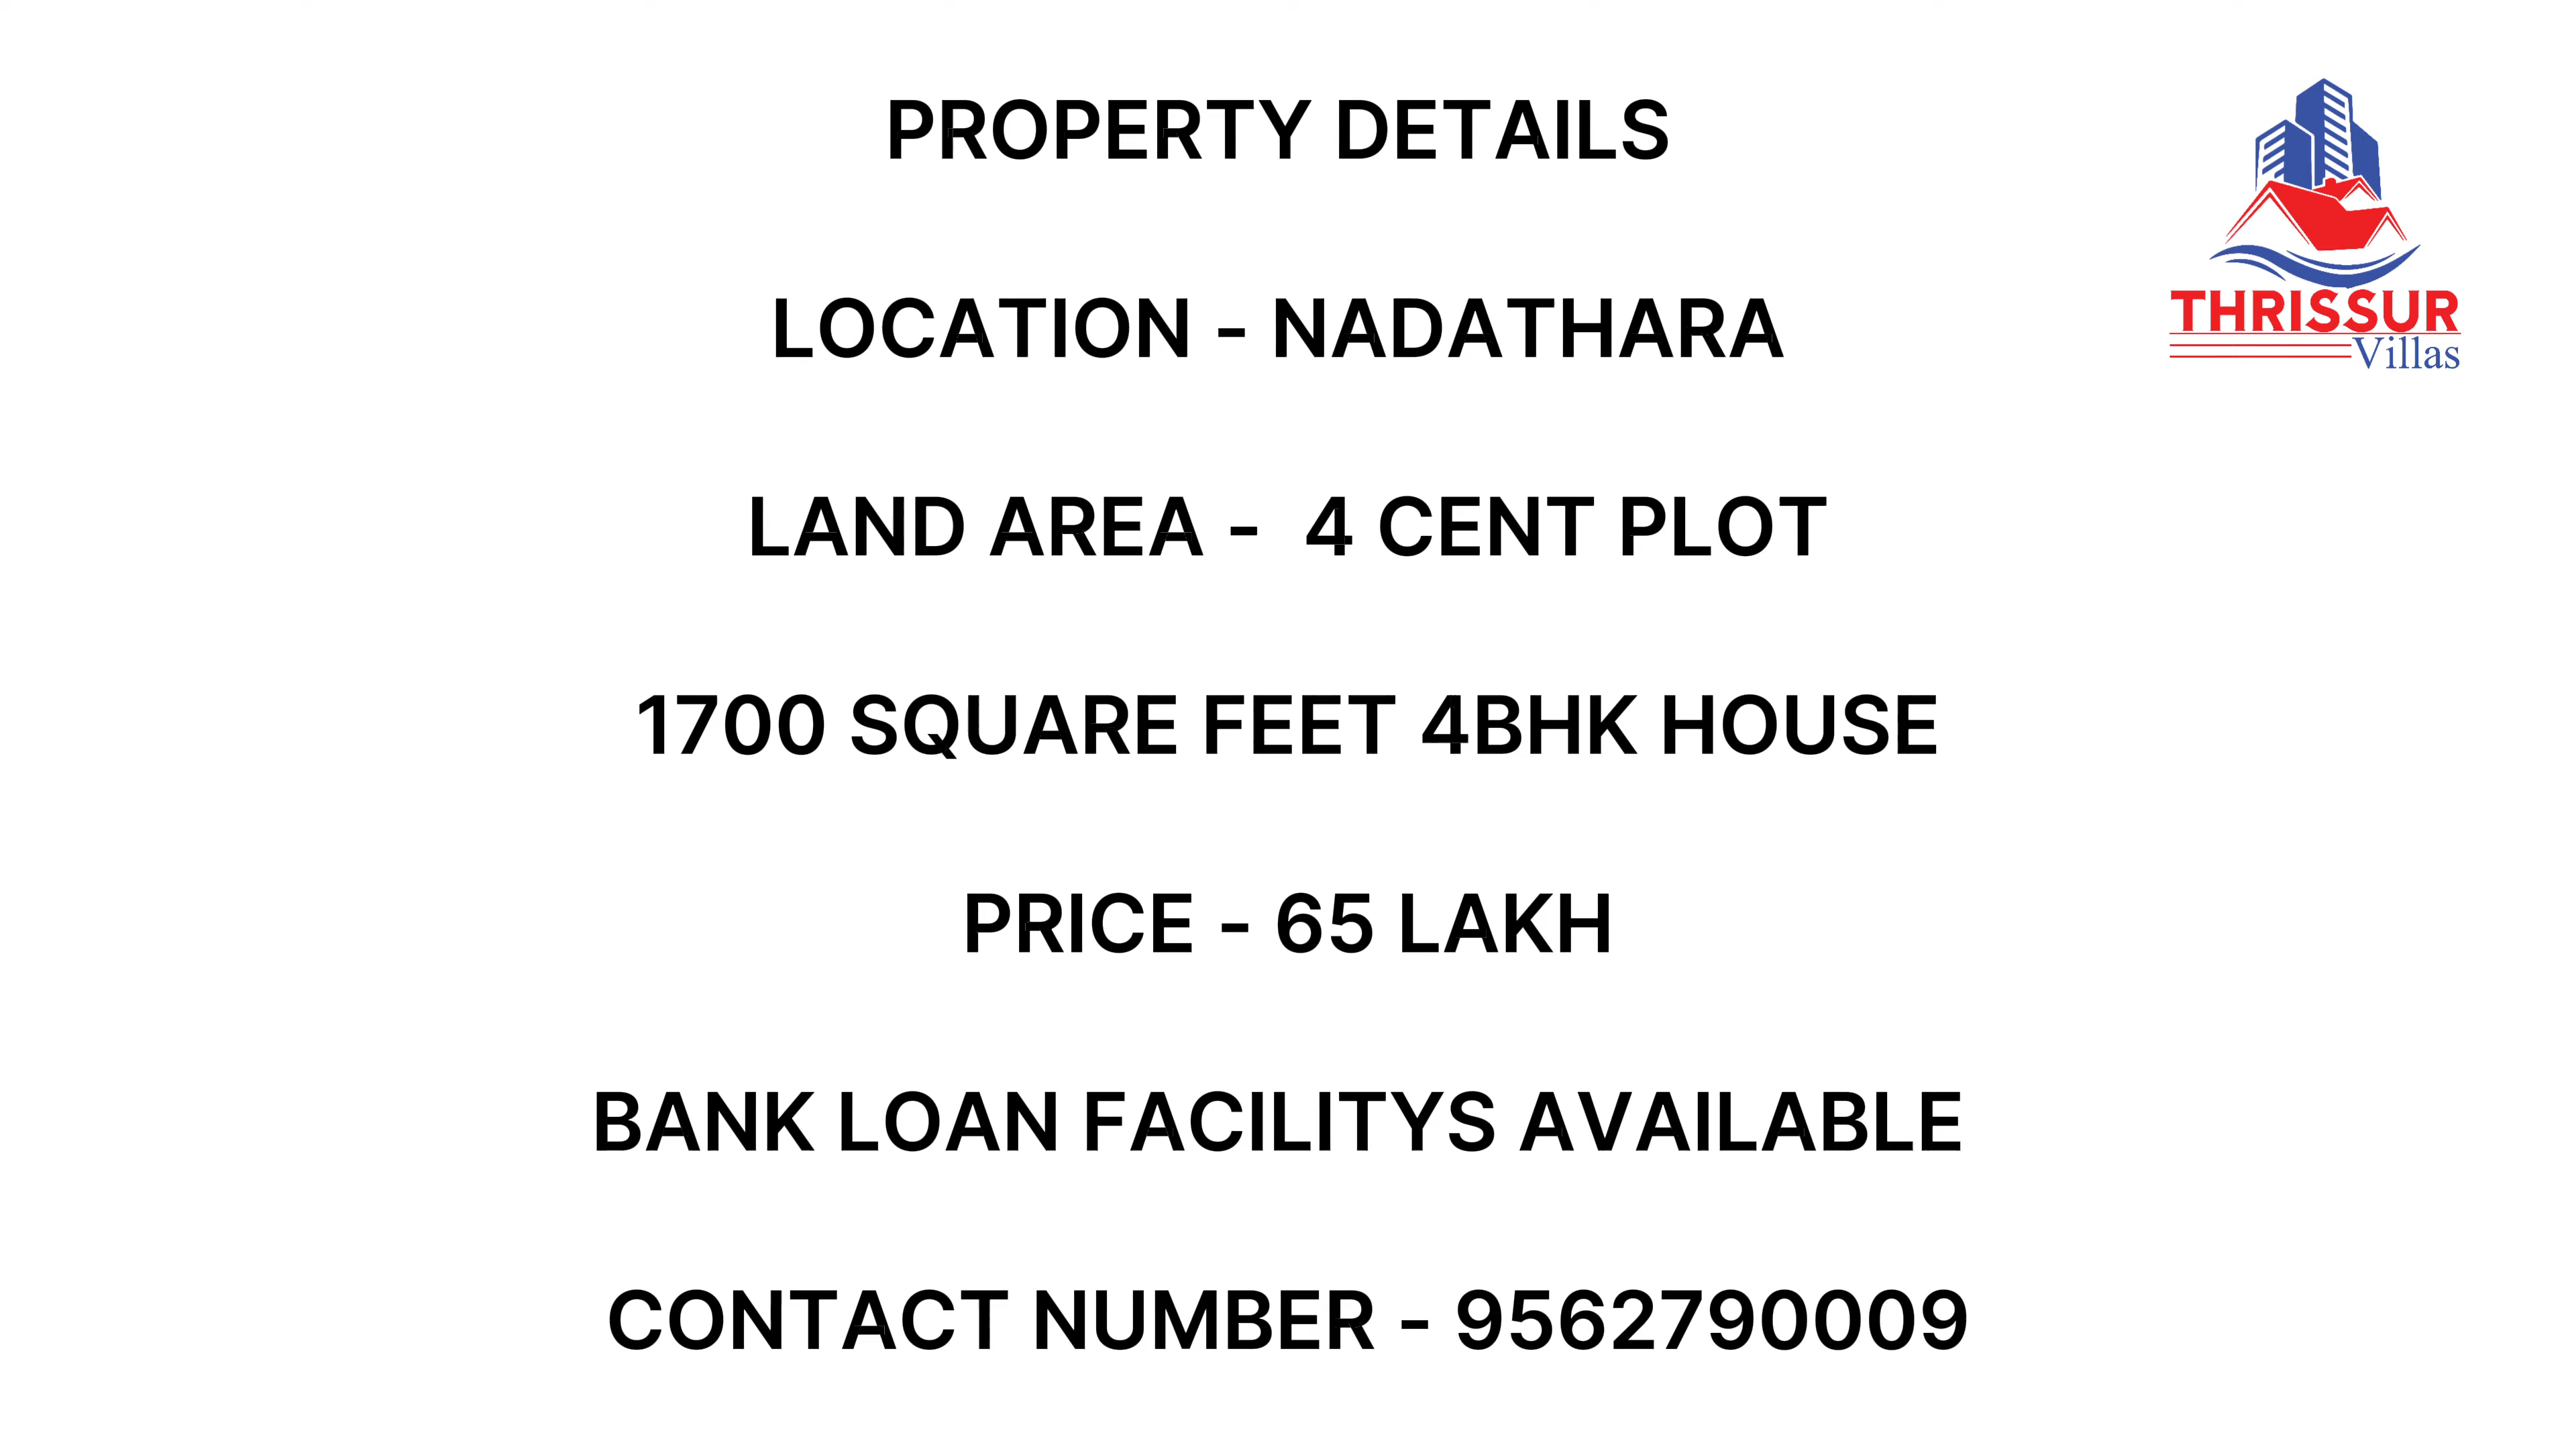 PROPERTY DETAILS
THRISSUR
Villas
LOCATION - NADATHARA
LAND AREA -  4 CENT PLOT
1700 SQUARE FEET 4BHK HOUSE
PRICE - 65 LAKH
BANK LOAN FACILITYS AVAILABLE
CONTACT NUMBER - 9562790009